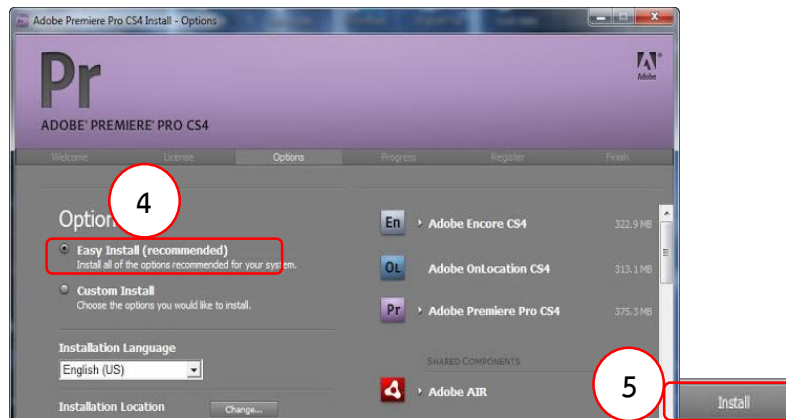 Adobe Premiere Pro CS4 Install - Options
Pr
Adobe
ADOBE® PREMIERE® PRO CS4
Welcome License Options Progress Register Finish
4
Option
Easy Install (recommended)
Install all of the options recommended for your system.
Custom Install
Choose the options you would like to install.
Installation Language
English (US)
Installation Location Change...
En Adobe Encore CS4 322.9 MB
OL Adobe OnLocation CS4 313.1 MB
Pr Adobe Premiere Pro CS4 375.3 MB
SHARED COMPONENTS
Adobe AIR
5
Install